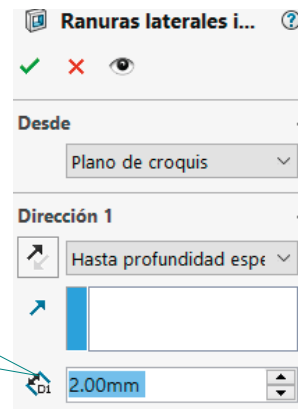 Ranuras laterales i...
Desde
Plano de croquis
Dirección 1
Hasta profundidad espe
D1 2.00mm